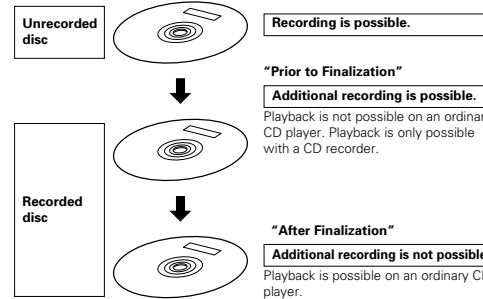 Unrecorded
disc
Recording is possible.
"Prior to Finalization"
Additional recording is possible.
Playback is not possible on an
CD player. Playback is only possible
with a CD recorder.
Recorded
disc
"After Finalization"
Additional recording is not
Playback is possible on an ordinary
player.